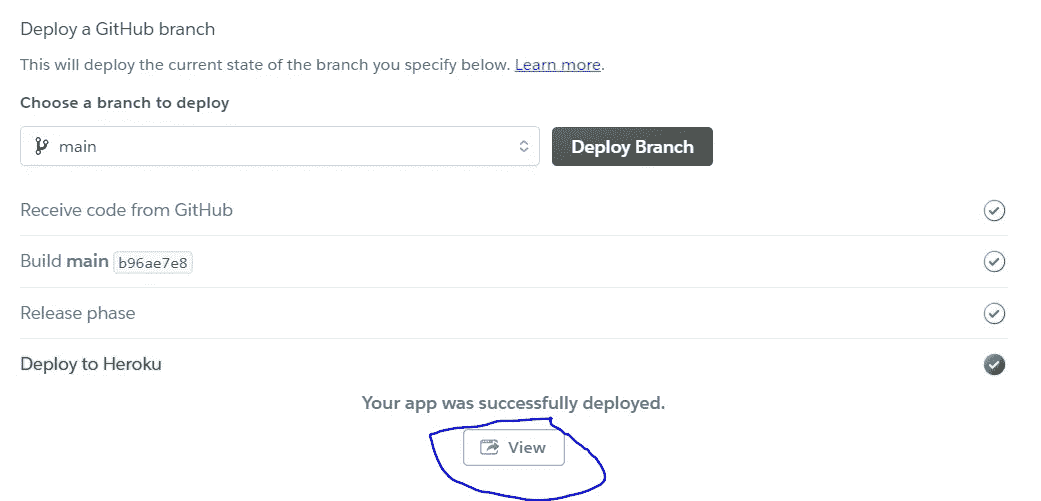 Deploy a GitHub branch
This will deploy the current state of the branch you specify below. Learn more.
Choose a branch to deploy
main
Deploy Branch
Receive code from GitHub
Build main b96ae7e8
Release phase
Deploy to Heroku
Your app was successfully deployed.
View